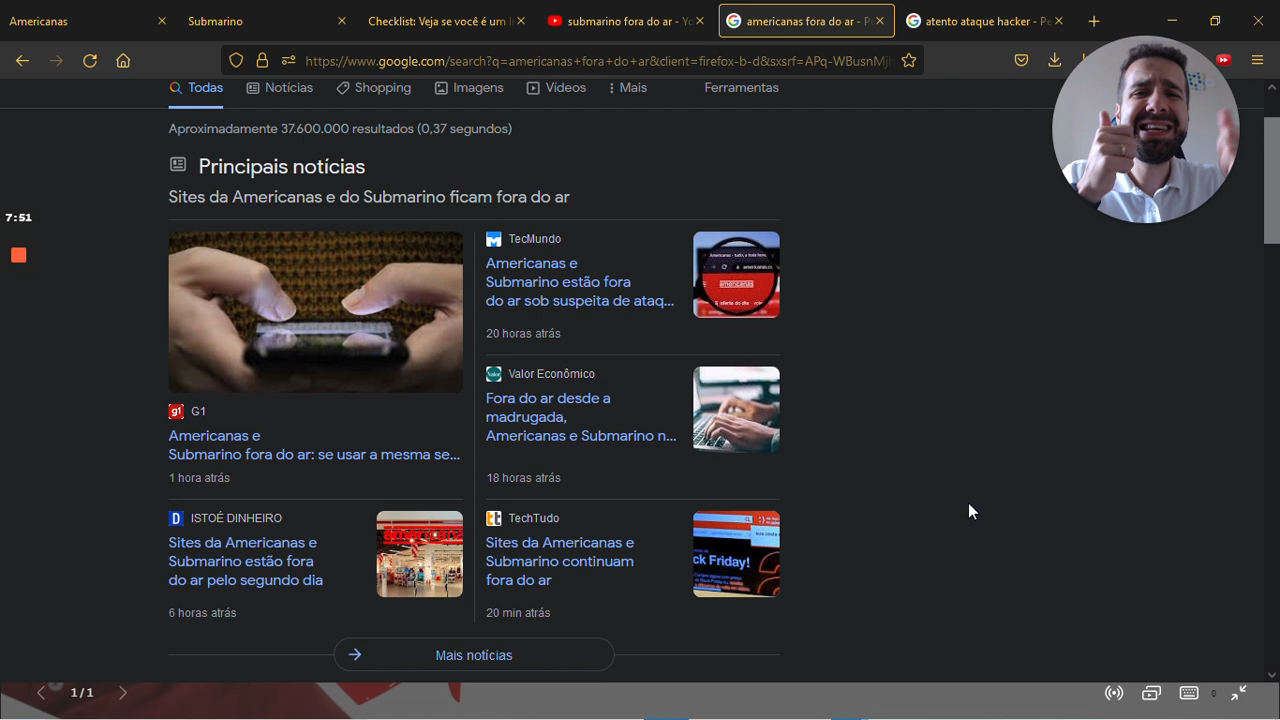 Americanas
Submarino
Checklist: Veja se você é um I
submarino fora do ar - Yo
americanas fora do ar - P
atento ataque hacker - Pe
https://www.google.com/search?q=americanas+fora+do+ar&client=firefox-b-d&sxsrf=APq-WBusnMjh
Todas
Notícias
Shopping
Imagens
Vídeos
Mais
Ferramentas
Aproximadamente 37.600.000 resultados (0,37 segundos)
Principais notícias
Sites da Americanas e do Submarino ficam fora do ar
7:51
G1
Americanas e
Submarino fora do ar: se usar a mesma se...
1 hora atrás
TecMundo
Americanas e
Submarino estão fora
do ar sob suspeita de ataq...
20 horas atrás
americanas
Valor Econômico
Fora do ar desde a
madrugada,
Americanas e Submarino n...
18 horas atrás
ISTOÉ DINHEIRO
Sites da Americanas e
Submarino estão fora
do ar pelo segundo dia
6 horas atrás
TechTudo
Sites da Americanas e
Submarino continuam
fora do ar
20 min atrás
ck Friday!
Mais notícias
1/1
0